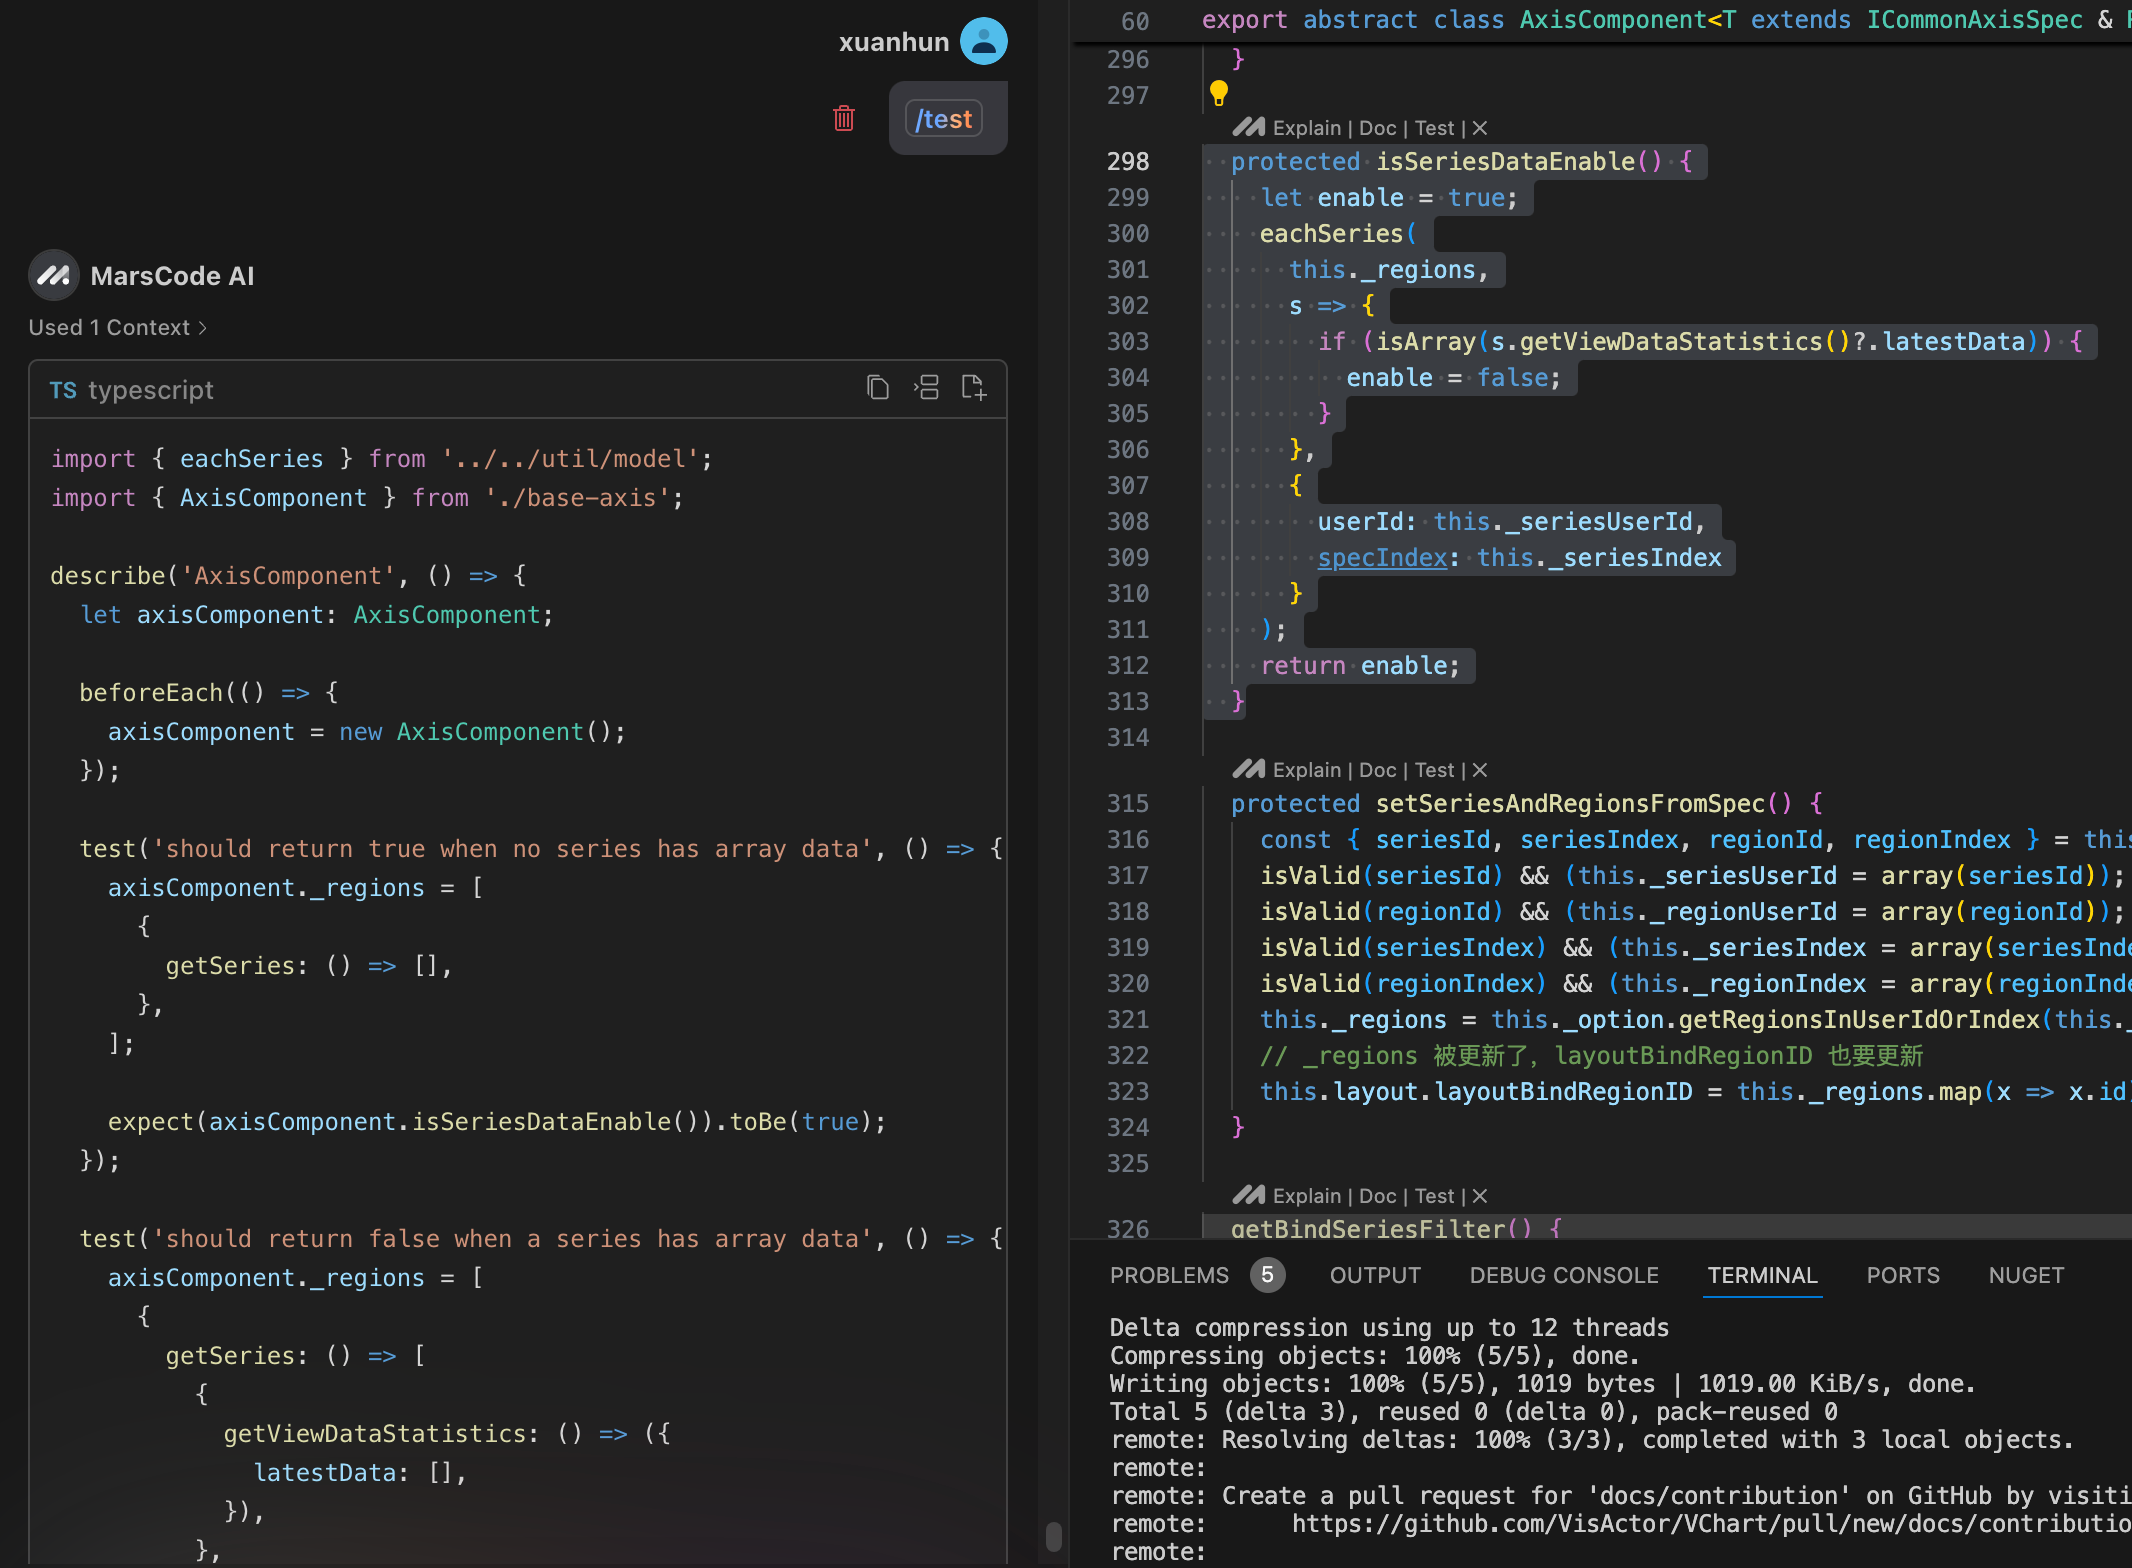 xuanhun
/test
MarsCode AI
Used 1 Context >
TS typescript
import { eachSeries } from '../../util/model';
import { AxisComponent } from './base-axis';
describe('AxisComponent', () => {
  let axisComponent: AxisComponent;
  beforeEach(() => {
    axisComponent = new AxisComponent();
  });
  test('should return true when no series has array data', () => {
    axisComponent._regions = [
      {
        getSeries: () => [],
      },
    ];
    expect(axisComponent.isSeriesDataEnable()).toBe(true);
  });
  test('should return false when a series has array data', () => {
    axisComponent._regions = [
      {
        getSeries: () => [
          {
            getViewDataStatistics: () => ({
              latestData: [],
            }),
          },
60 export abstract class AxisComponent<T extends ICommonAxisSpec &
296   }
297
Explain | Doc | Test | ×
298   protected isSeriesDataEnable() {
299     let enable = true;
300     eachSeries(
301       this._regions,
302       s => {
303         if (isArray(s.getViewDataStatistics()?.latestData)) {
304           enable = false;
305         }
306       },
307       {
308         userId: this._seriesUserId,
309         specIndex: this._seriesIndex
310       }
311     );
312     return enable;
313   }
314
Explain | Doc | Test | ×
315   protected setSeriesAndRegionsFromSpec() {
316     const { seriesId, seriesIndex, regionId, regionIndex } = this
317     isValid(seriesId) && (this._seriesUserId = array(seriesId));
318     isValid(regionId) && (this._regionUserId = array(regionId));
319     isValid(seriesIndex) && (this._seriesIndex = array(seriesInde
320     isValid(regionIndex) && (this._regionIndex = array(regionInde
321     this._regions = this._option.getRegionsInUserIdOrIndex(this._
322     // _regions 被更新了，layoutBindRegionID 也要更新
323     this.layout.layoutBindRegionID = this._regions.map(x => x.id)
324   }
325
Explain | Doc | Test | ×
326   getBindSeriesFilter() {
PROBLEMS 5 OUTPUT DEBUG CONSOLE TERMINAL PORTS NUGET
Delta compression using up to 12 threads
Compressing objects: 100% (5/5), done.
Writing objects: 100% (5/5), 1019 bytes | 1019.00 KiB/s, done.
Total 5 (delta 3), reused 0 (delta 0), pack-reused 0
remote: Resolving deltas: 100% (3/3), completed with 3 local objects.
remote:
remote: Create a pull request for 'docs/contribution' on GitHub by visiti
remote:      https://github.com/VisActor/VChart/pull/new/docs/contributio
remote: